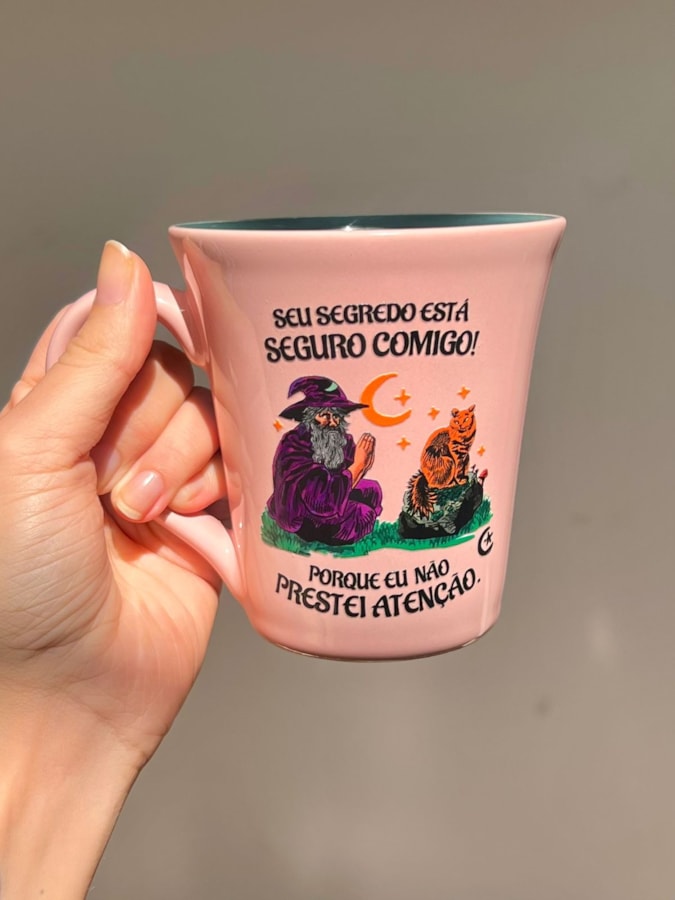 SEU SEGREDO ESTÁ
SEGURO COMIGO!
PORQUE EU NÃO
PRESTEI ATENÇÃO.